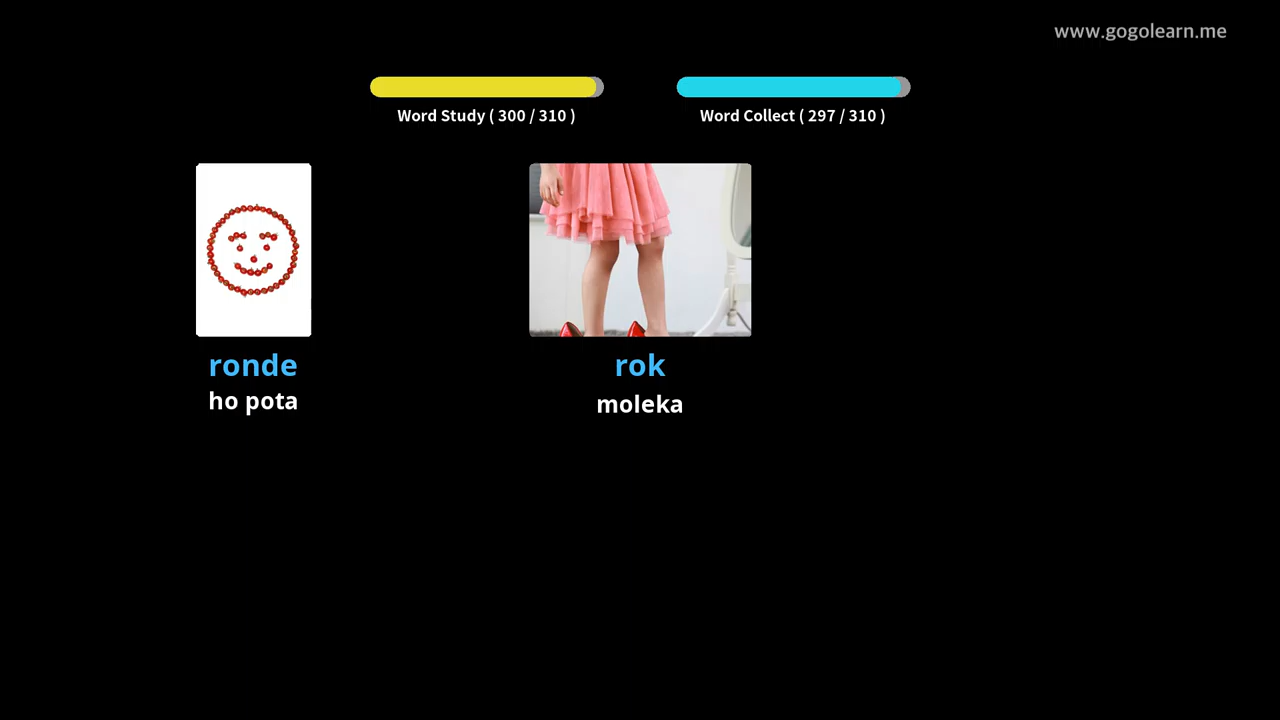 www.gogolearn.me
Word Study ( 300 / 310 )
Word Collect ( 297 / 310 )
ronde
ho pota
rok
moleka